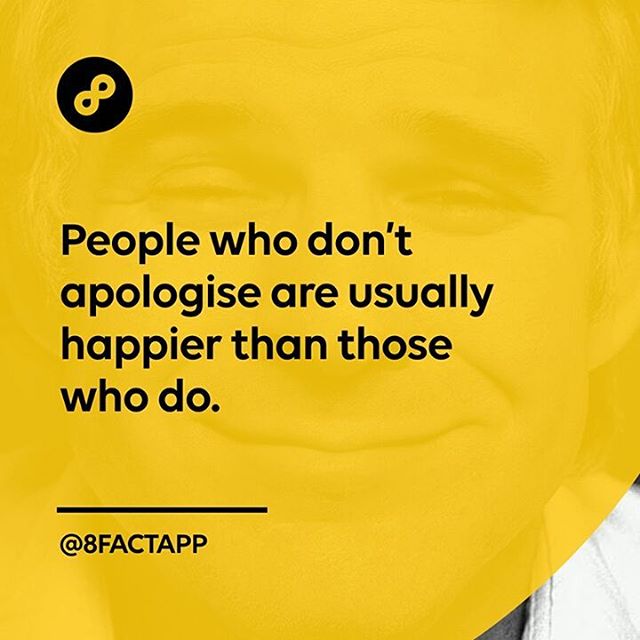 People who don't
apologise are usually
happier than those
who do.
@8FACTAPP